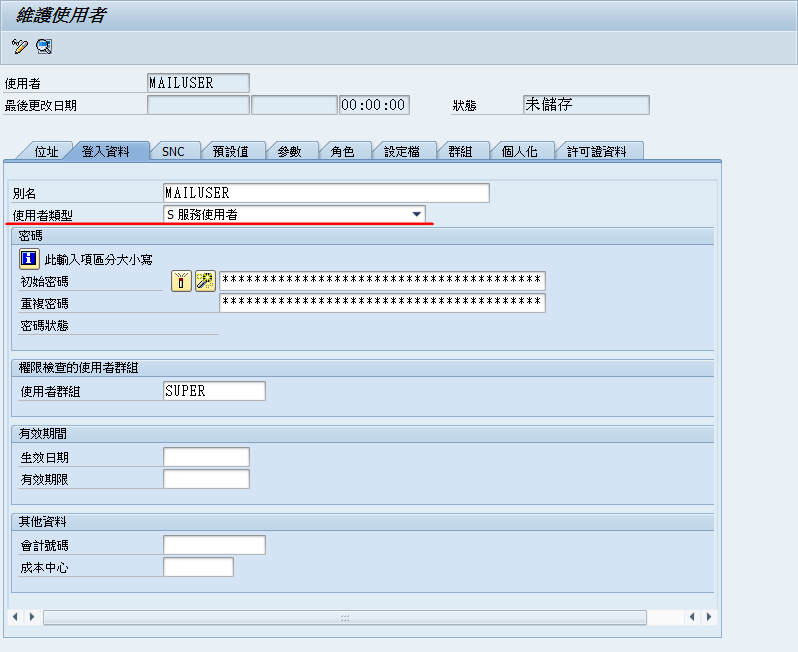 維護使用者
使用者 MAILUSER
最後更改日期 00:00:00 狀態 未儲存
位址 登入資料 SNC 預設值 參數 角色 設定檔 群組 個人化 許可證資料
別名 MAILUSER
使用者類型 S 服務使用者
密碼
此輸入項區分大小寫
初始密碼 ****************************************
重複密碼 ****************************************
密碼狀態
權限檢查的使用者群組
使用者群組 SUPER
有效期間
生效日期
有效期限
其他資料
會計號碼
成本中心